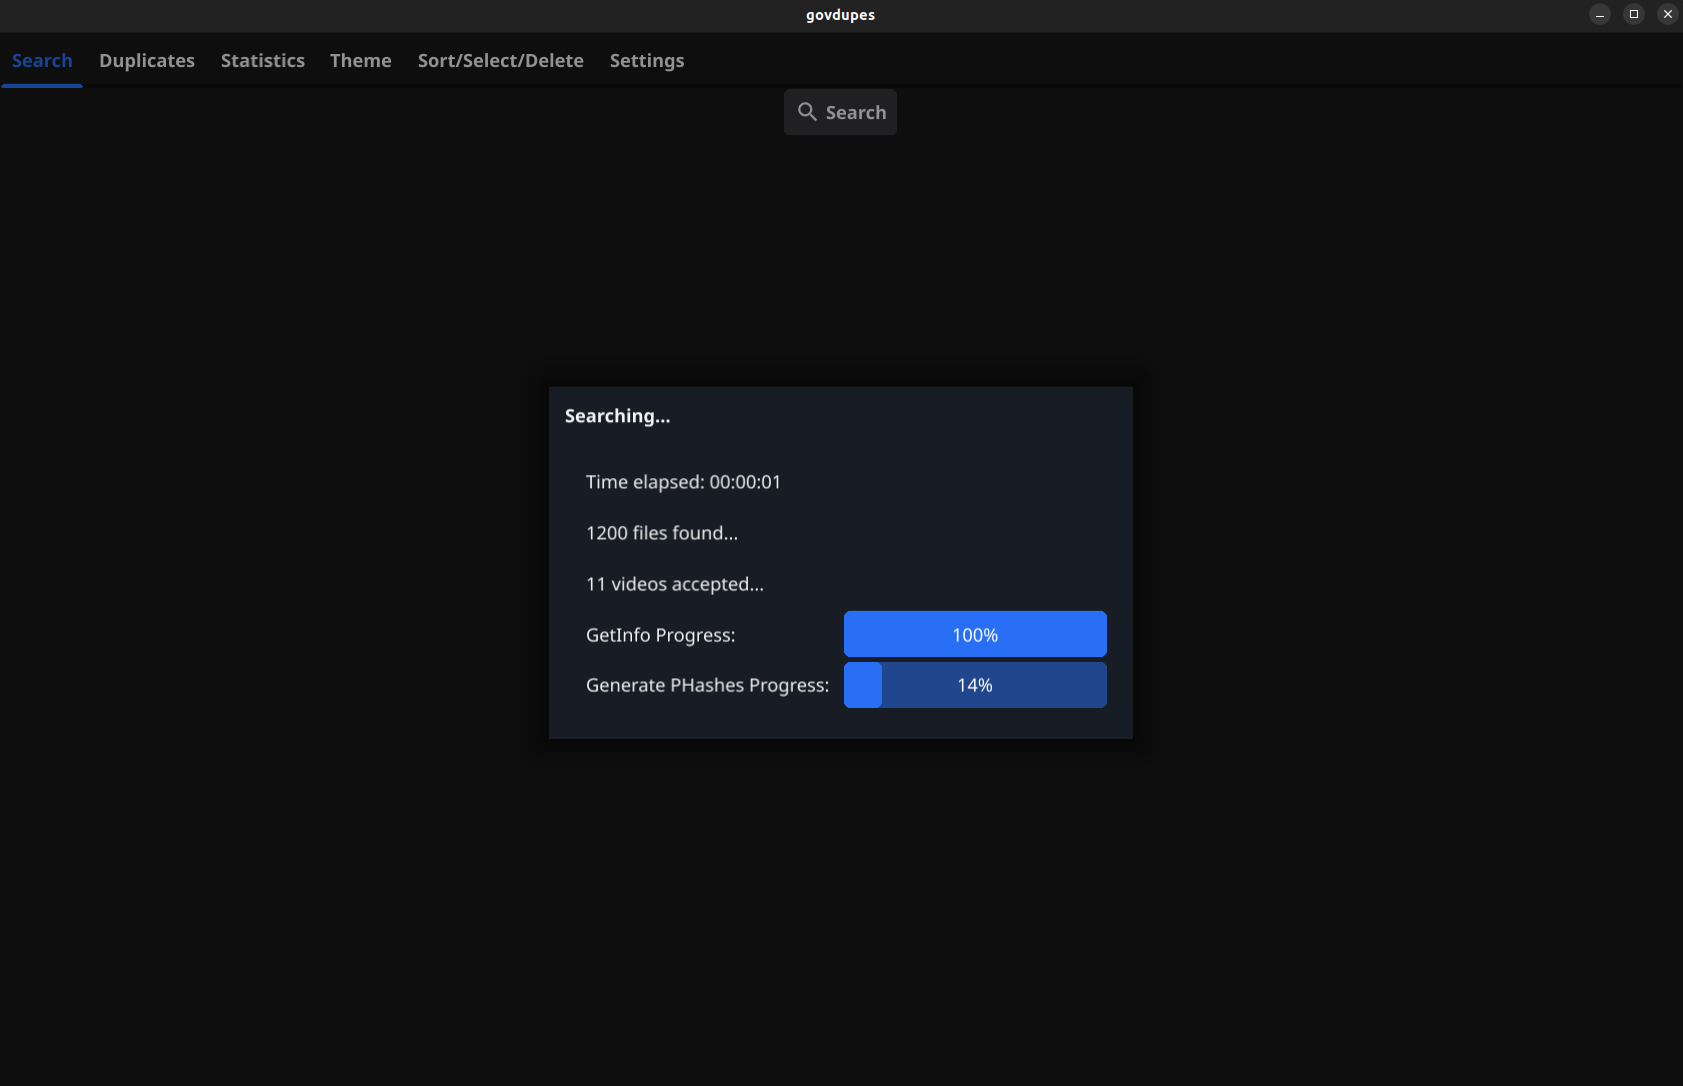 govdupes
Search Duplicates Statistics Theme Sort/Select/Delete Settings
Search
Searching...
Time elapsed: 00:00:01
1200 files found...
11 videos accepted...
GetInfo Progress: 100%
Generate PHashes Progress: 14%